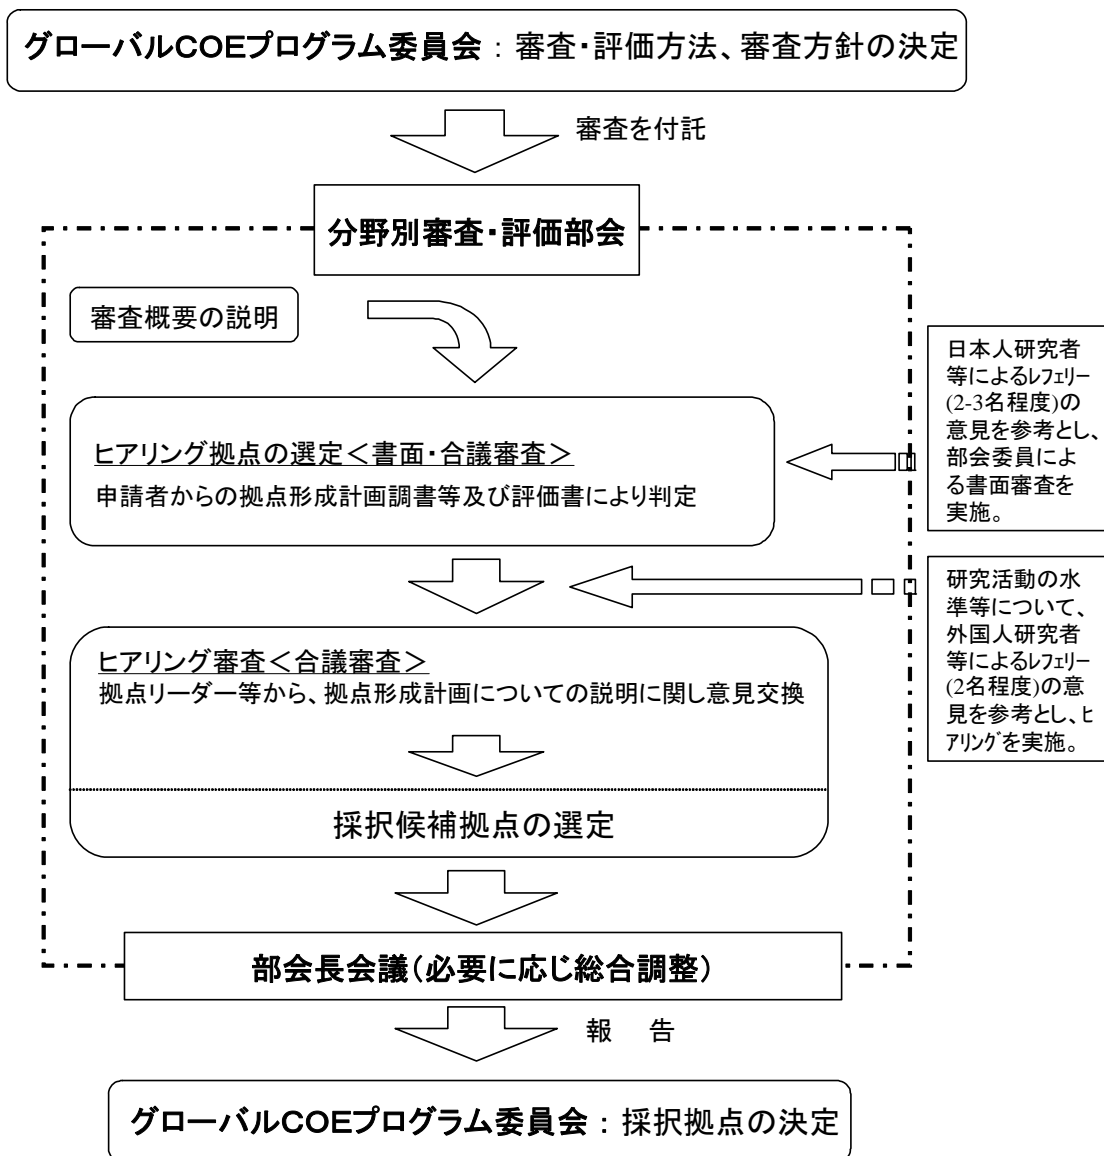 グローバルCOEプログラム委員会：審査・評価方法、審査方針の決定
審査を付託
分野別審査・評価部会
審査概要の説明
日本人研究者
等によるﾚﾌｪﾘｰ
(2-3名程度)の
意見を参考とし、
部会委員によ
る書面審査を
実施。
ヒアリング拠点の選定＜書面・合議審査＞
申請者からの拠点形成計画調書等及び評価書により判定
研究活動の水
準等について、
外国人研究者
等によるﾚﾌｪﾘｰ
(2名程度)の意
見を参考とし、ﾋ
ｱﾘﾝｸﾞを実施。
ヒアリング審査＜合議審査＞
拠点リーダー等から、拠点形成計画についての説明に関し意見交換
採択候補拠点の選定
部会長会議(必要に応じ総合調整)
報　告
グローバルCOEプログラム委員会：採択拠点の決定